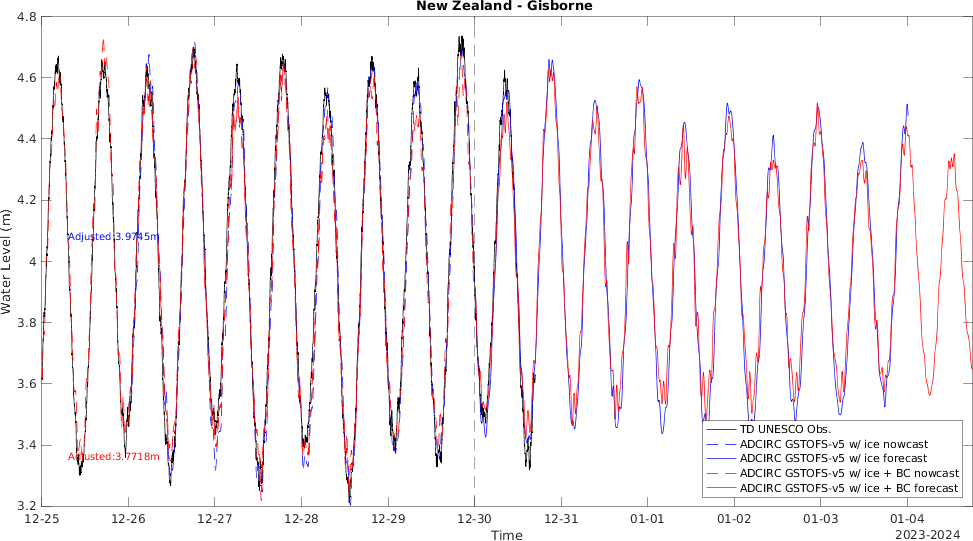 New Zealand - Gisborne
4.8
4.6
4.4
4.2
4
3.8
3.6
3.4
3.2
Water Level (m)
Adjusted:3.9745m
Adjusted:3.7718m
TD UNESCO Obs.
ADCIRC GSTOFS-v5 w/ ice nowcast
ADCIRC GSTOFS-v5 w/ ice forecast
ADCIRC GSTOFS-v5 w/ ice + BC nowcast
ADCIRC GSTOFS-v5 w/ ice + BC forecast
12-25 12-26 12-27 12-28 12-29 12-30 12-31 01-01 01-02 01-03 01-04
Time
2023-2024